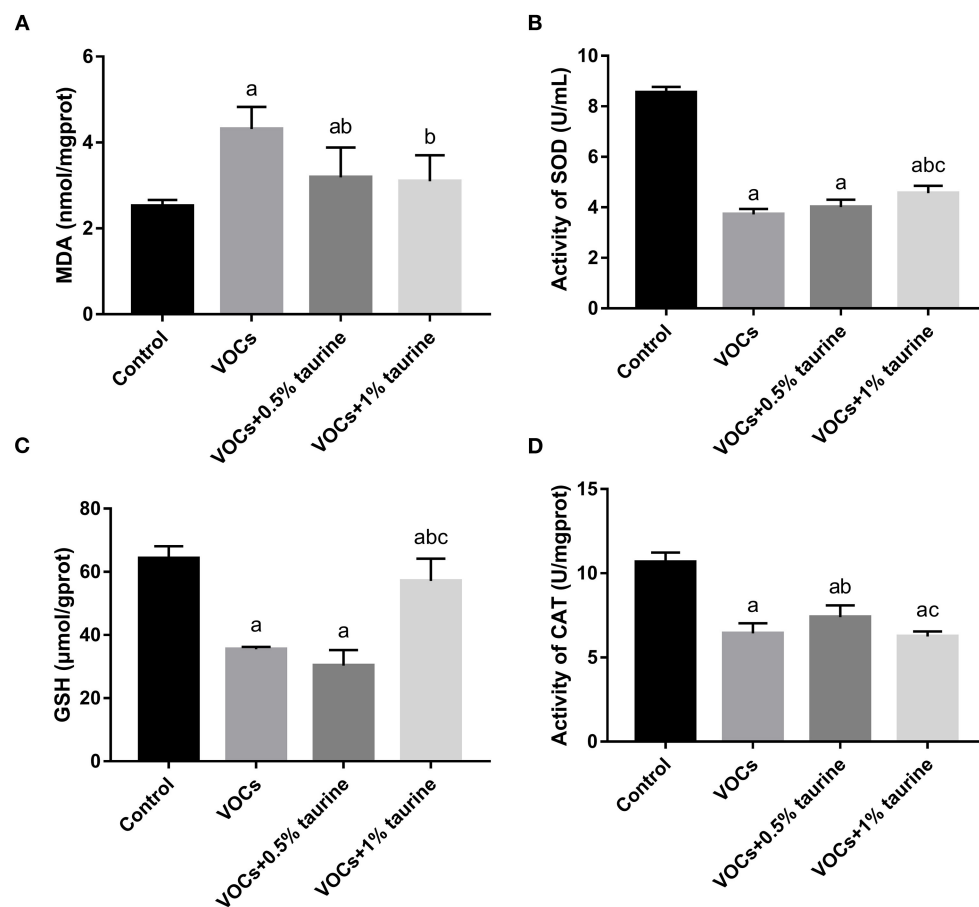 A
MDA (nmol/mgprot)
6
4
2
0
a
ab
b
Control
VOCs
VOCs+0.5% taurine
VOCs+1% taurine
B
Activity of SOD (U/mL)
10
8
6
4
2
0
a
a
abc
Control
VOCs
VOCs+0.5% taurine
VOCs+1% taurine
C
GSH (μmol/gprot)
80
60
40
20
0
a
a
abc
Control
VOCs
VOCs+0.5% taurine
VOCs+1% taurine
D
Activity of CAT (U/mgprot)
15
10
5
0
a
ab
ac
Control
VOCs
VOCs+0.5% taurine
VOCs+1% taurine